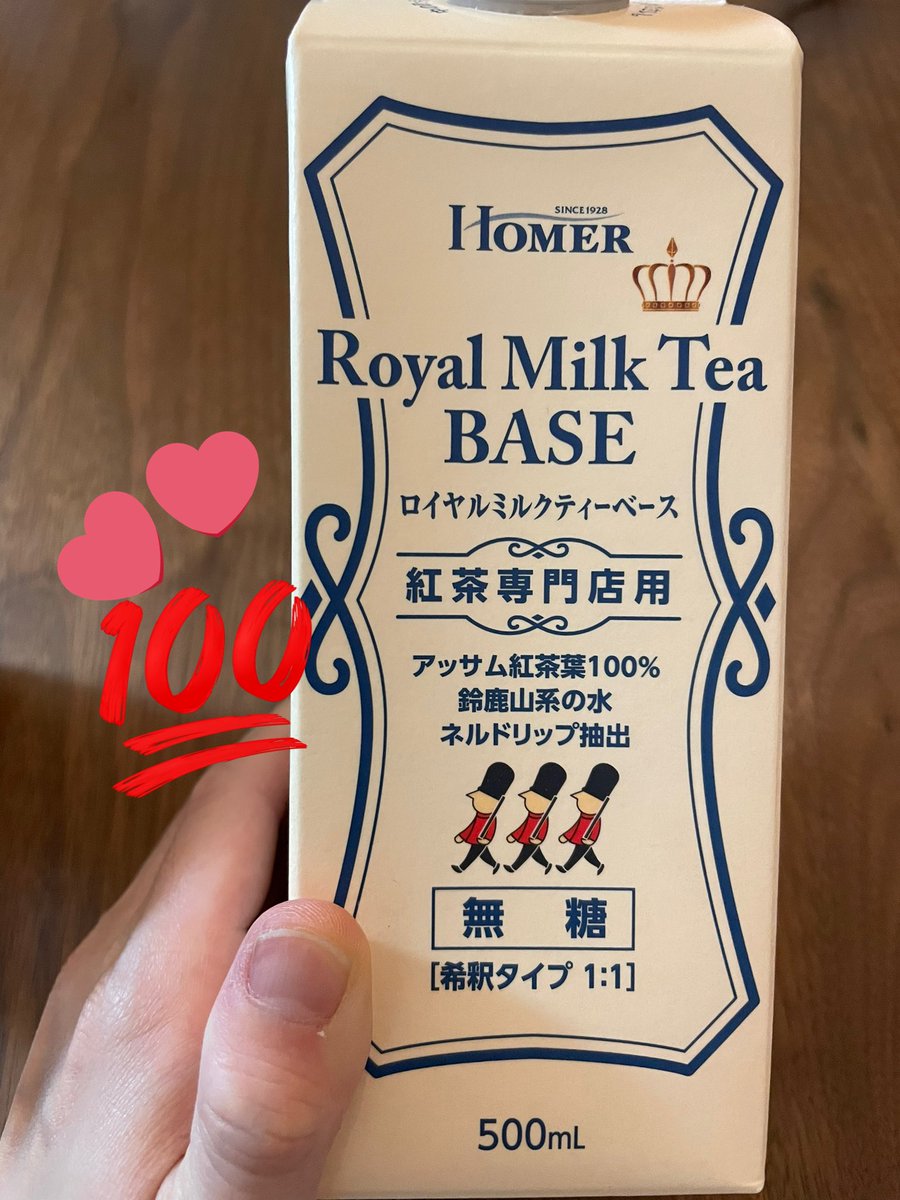 SINCE1928
HOMER
Royal Milk Tea
BASE
ロイヤルミルクティーベース
紅茶専門店用
アッサム紅茶葉100%
鈴鹿山系の水
ネルドリップ抽出
100
無 糖
[希釈タイプ 1:1]
500mL